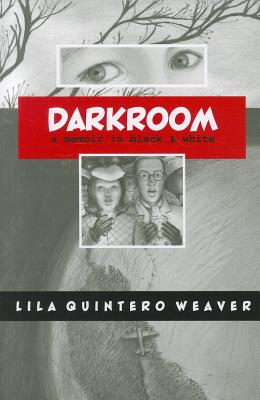 DARKROOM
a memoir in black & white
LILA QUINTERO WEAVER